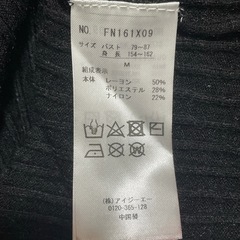 NO. FN161X09
サイズ バスト 79~87
身長 154~162
M
組成表示
レーヨン 50%
ポリエステル 28%
ナイロン 22%
(株)アイジーエー
0120-365-128
中国製